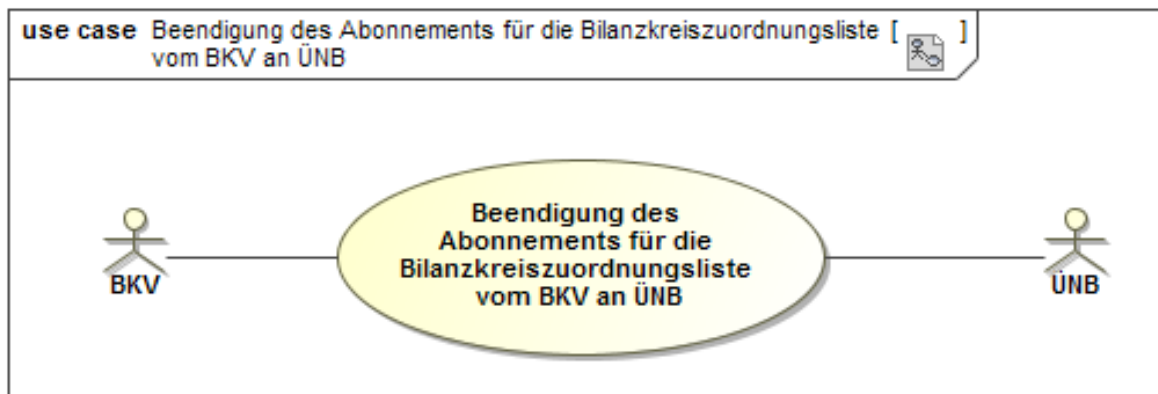 use case Beendigung des Abonnements für die Bilanzkreiszuordnungsliste [ ]
vom BKV an ÜNB
Beendigung des
Abonnements für die
Bilanzkreiszuordnungsliste
vom BKV an ÜNB
BKV
ÜNB